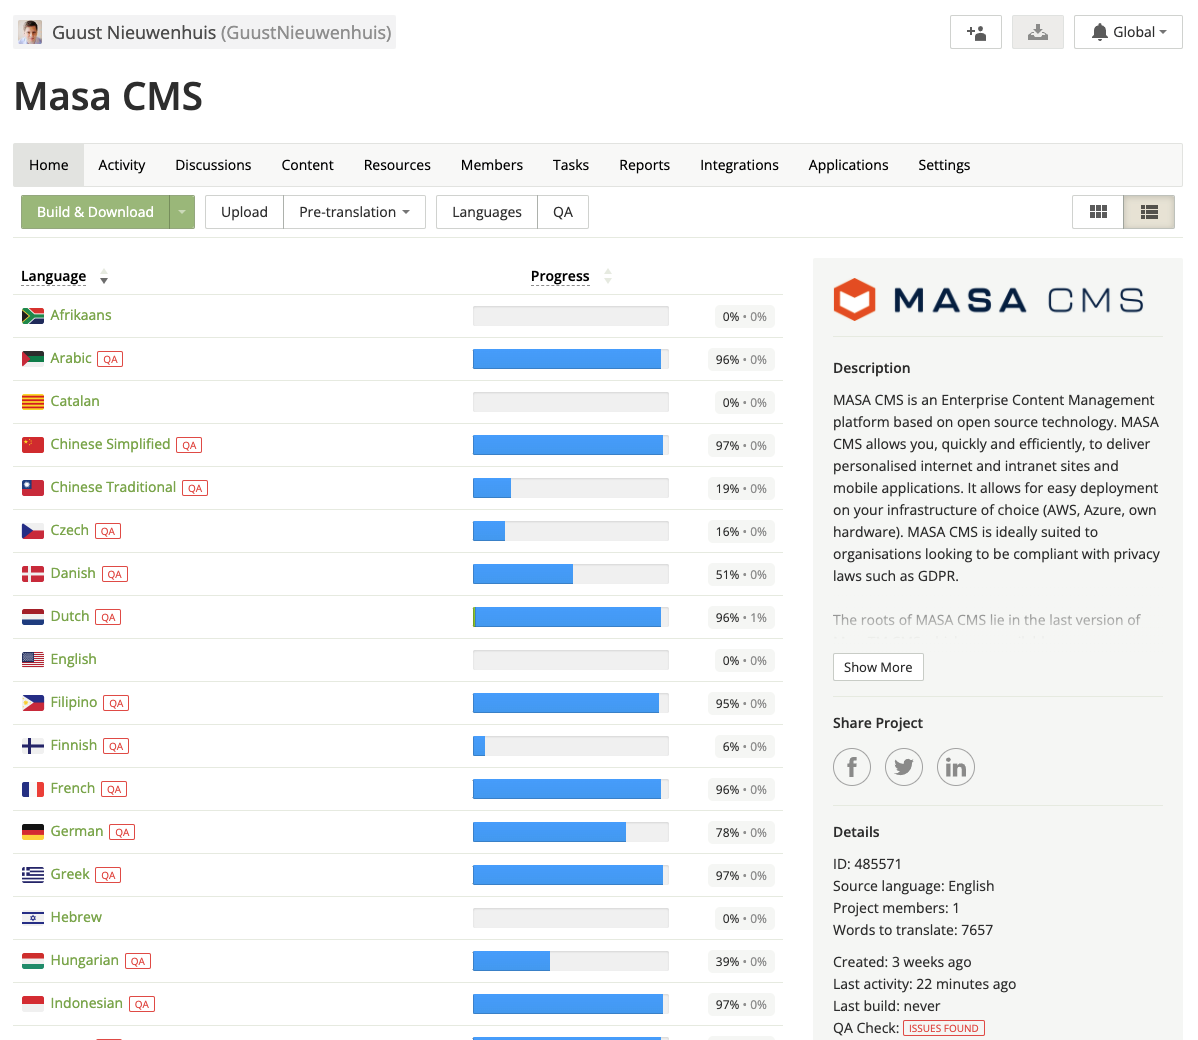 Guust Nieuwenhuis (GuustNieuwenhuis)
Global
Masa CMS
Home Activity Discussions Content Resources Members Tasks Reports Integrations Applications Settings
Build & Download Upload Pre-translation Languages QA
Language Progress
Afrikaans 0% • 0%
Arabic QA 96% • 0%
Catalan 0% • 0%
Chinese Simplified QA 97% • 0%
Chinese Traditional QA 19% • 0%
Czech QA 16% • 0%
Danish QA 51% • 0%
Dutch QA 96% • 1%
English 0% • 0%
Filipino QA 95% • 0%
Finnish QA 6% • 0%
French QA 96% • 0%
German QA 78% • 0%
Greek QA 97% • 0%
Hebrew 0% • 0%
Hungarian QA 39% • 0%
Indonesian QA 97% • 0%
MASA CMS
Description
MASA CMS is an Enterprise Content Management
platform based on open source technology. MASA
CMS allows you, quickly and efficiently, to deliver
personalised internet and intranet sites and
mobile applications. It allows for easy deployment
on your infrastructure of choice (AWS, Azure, own
hardware). MASA CMS is ideally suited to
organisations looking to be compliant with privacy
laws such as GDPR.
The roots of MASA CMS lie in the last version of
Show More
Share Project
Details
ID: 485571
Source language: English
Project members: 1
Words to translate: 7657
Created: 3 weeks ago
Last activity: 22 minutes ago
Last build: never
QA Check: ISSUES FOUND